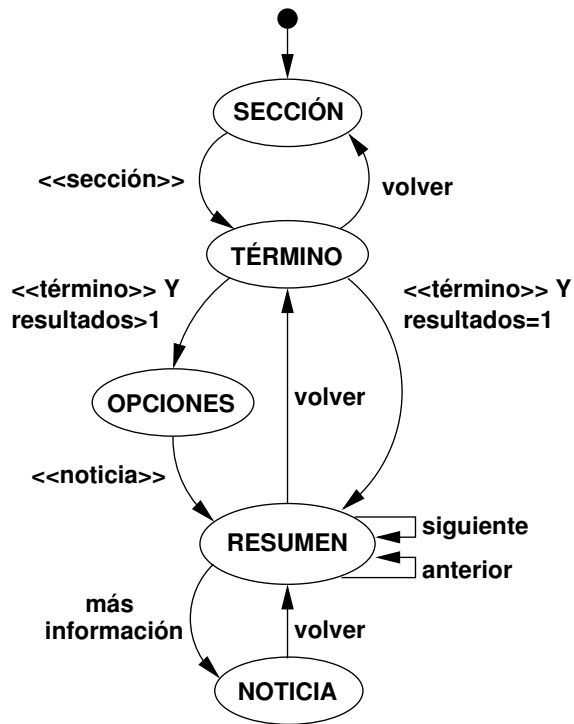 SECCIÓN
<<sección>>
volver
TÉRMINO
<<término>> Y
resultados>1
<<término>> Y
resultados=1
OPCIONES
volver
<<noticia>>
RESUMEN
siguiente
anterior
más
información
volver
NOTICIA